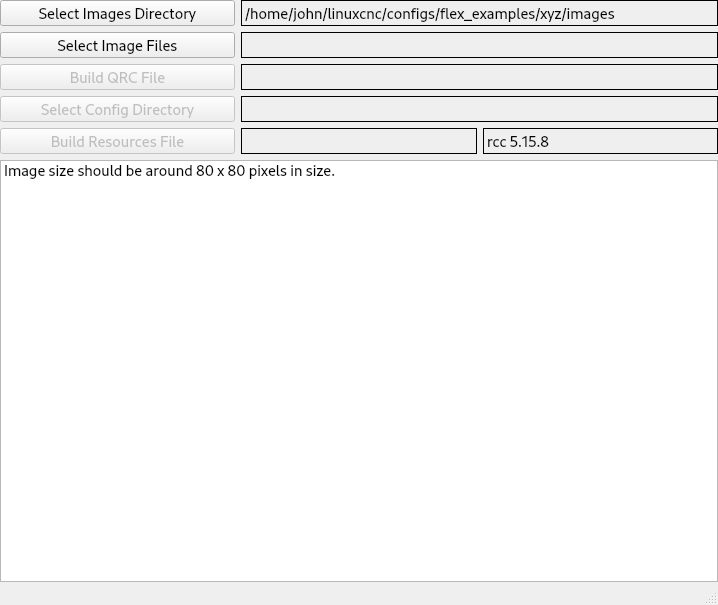 Select Images Directory /home/john/linuxcnc/configs/flex_examples/xyz/images
Select Image Files
Build QRC File
Select Config Directory
Build Resources File rcc 5.15.8
Image size should be around 80 x 80 pixels in size.